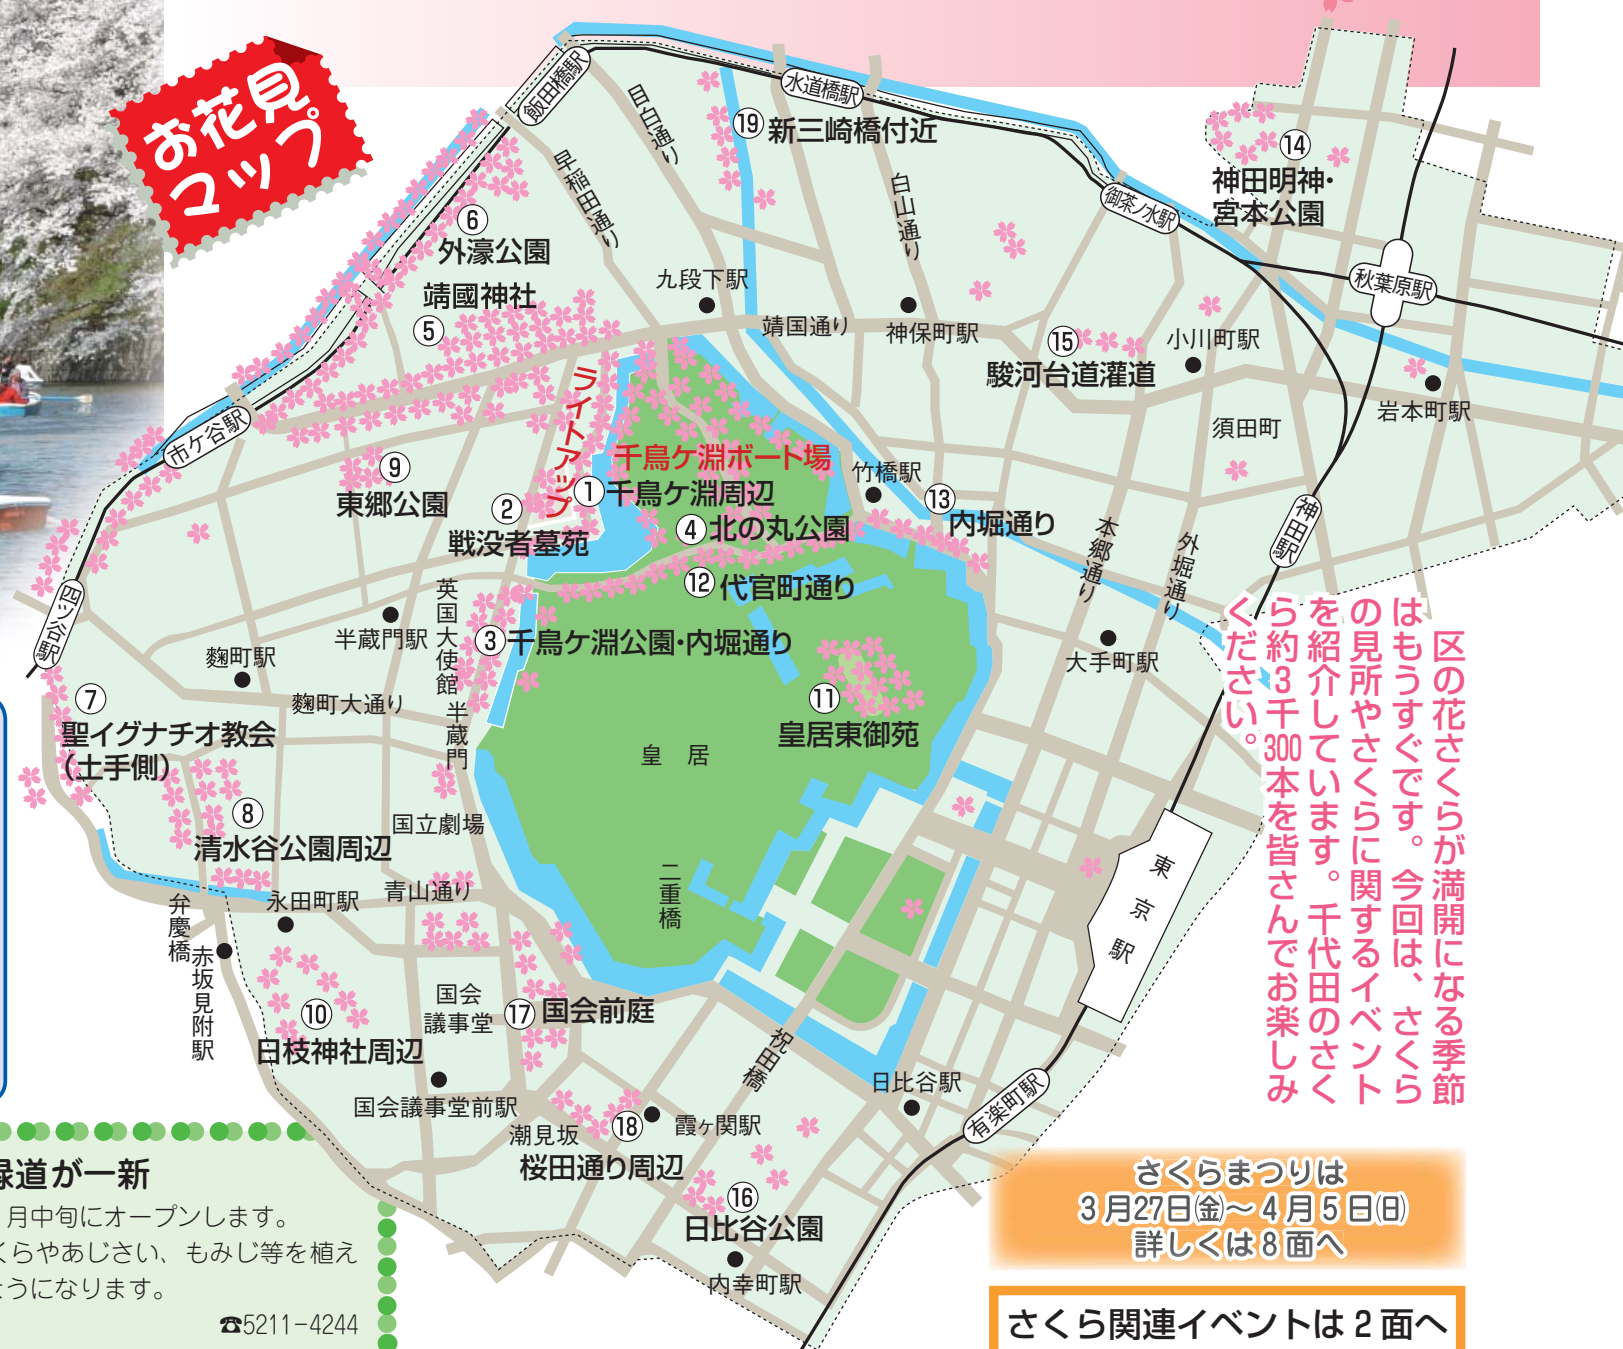 お花見
マップ
飯田橋駅
目白通り
早稲田通り
水道橋駅
⑲新三崎橋付近
白山通り
御茶ノ水駅
⑭
神田明神・
宮本公園
秋葉原駅
⑥
外濠公園
靖國神社
⑤
九段下駅
靖国通り
神保町駅
⑮
駿河台道灌道
小川町駅
岩本町駅
須田町
市ケ谷駅
ライトアップ
千鳥ケ淵ボート場
①千鳥ケ淵周辺
②
戦没者墓苑
④北の丸公園
⑨
東郷公園
竹橋駅
⑬
内堀通り
本郷通り
外堀通り
神田駅
⑫代官町通り
四ツ谷駅
英国大使館
半蔵門駅
③千鳥ケ淵公園・内堀通り
麴町駅
麴町大通り
半蔵門
⑦
聖イグナチオ教会
(土手側)
大手町駅
⑪
皇居東御苑
皇居
⑧
清水谷公園周辺
国立劇場
二重橋
東京駅
弁慶橋
永田町駅
青山通り
赤坂見附駅
⑩
日枝神社周辺
国会
議事堂
⑰国会前庭
国会議事堂前駅
祝田橋
日比谷駅
有楽町駅
潮見坂
⑱
霞ヶ関駅
桜田通り周辺
⑯
日比谷公園
内幸町駅
区の花さくらが満開になる季節
はもうすぐです。今回は、さくら
の見所やさくらに関するイベント
を紹介しています。千代田のさく
ら約3千300本を皆さんでお楽しみ
ください。
さくらまつりは
3月27日㈮～4月5日㈰
詳しくは8面へ
さくら関連イベントは2面へ
緑道が一新
月中旬にオープンします。
くらやあじさい、もみじ等を植え
ようになります。
☎5211-4244